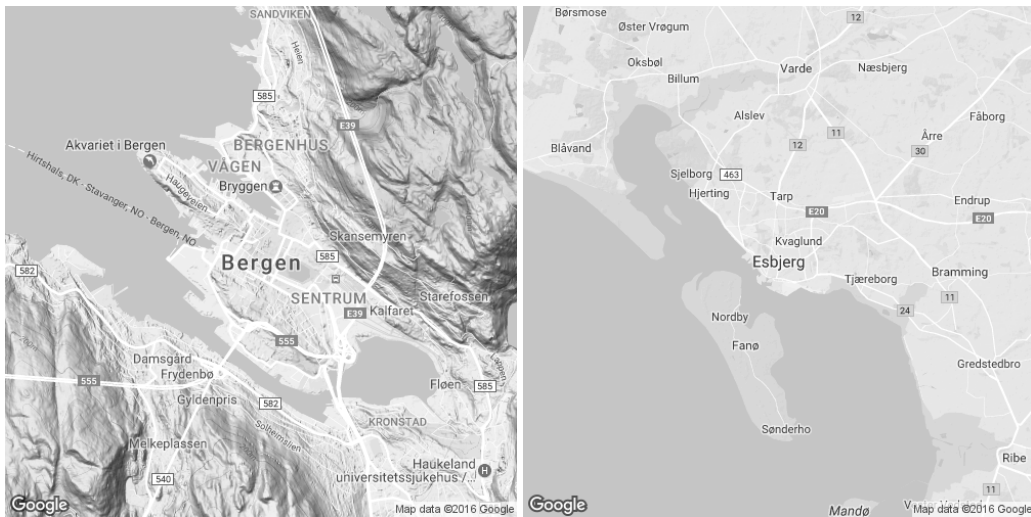 SANDVIKEN
Heien
585
E39
BERGENHUS
Akvariet i Bergen
VÅGEN
Bryggen
Haugeveien
Hirtshals, DK - Stavanger, NO - Bergen, NO
Skansemyren
Bergen
585
582
SENTRUM
Starefossen
Kalfaret
E39
555
Damsgård
Frydenbø
555
Løppen
Fløen
585
Gyldenpris
582
Solheimslien
KRONSTAD
Melkeplassen
540
Haukeland
universitetssjukehus /...
H
Google
Map data ©2016 Google
Børsmose
Øster Vrøgum
12
Oksbøl
Billum
Varde
Næsbjerg
Alslev
Fåborg
11
Årre
12
30
Blåvand
Sjelborg
463
Hjerting
Tarp
Endrup
E20
E20
Kvaglund
Esbjerg
Tjæreborg
Bramming
11
24
Nordby
Fanø
Gredstedbro
Sønderho
Ribe
11
Mandø
Google
Map data ©2016 Google